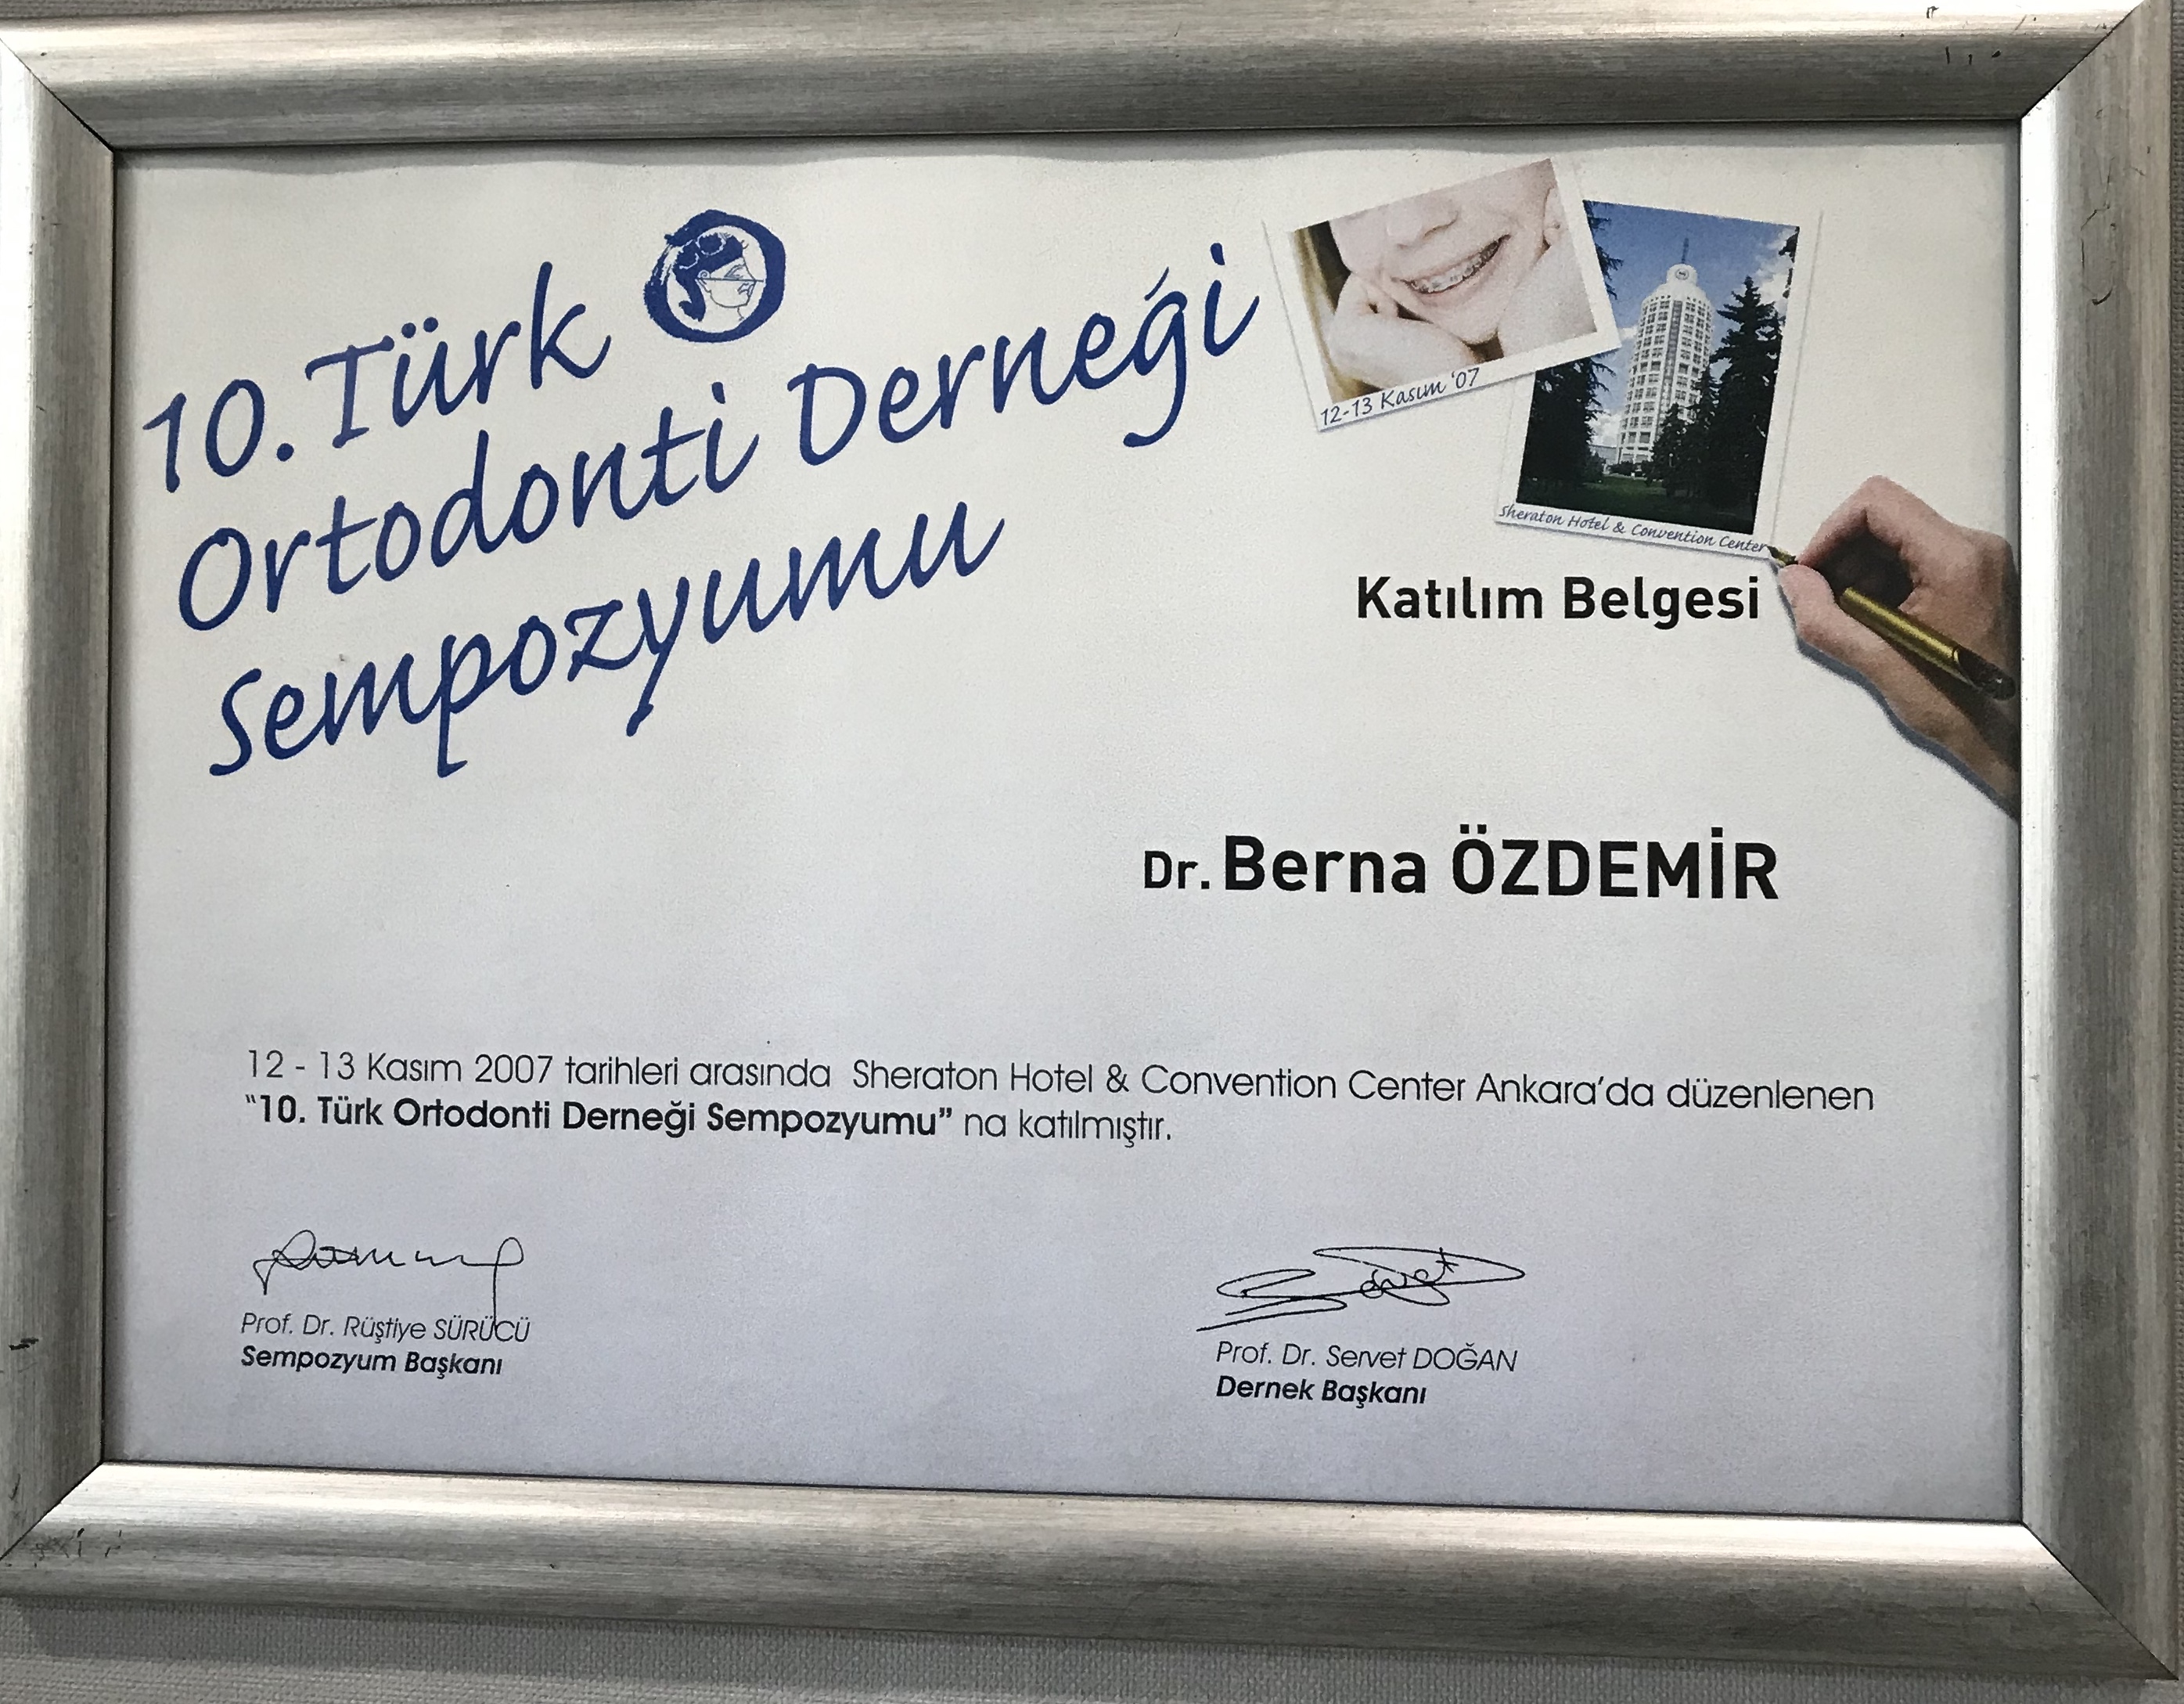 10. Türk
Ortodonti Derneği
Sempozyumu
12-13 Kasım '07
Sheraton Hotel & Convention Center
Katılım Belgesi
Dr. Berna ÖZDEMİR
12 - 13 Kasım 2007 tarihleri arasında Sheraton Hotel & Convention Center Ankara'da düzenlenen
"10. Türk Ortodonti Derneği Sempozyumu" na katılmıştır.
Prof. Dr. Rüştiye SÜRÜCÜ
Sempozyum Başkanı
Servet
Prof. Dr. Servet DOĞAN
Dernek Başkanı